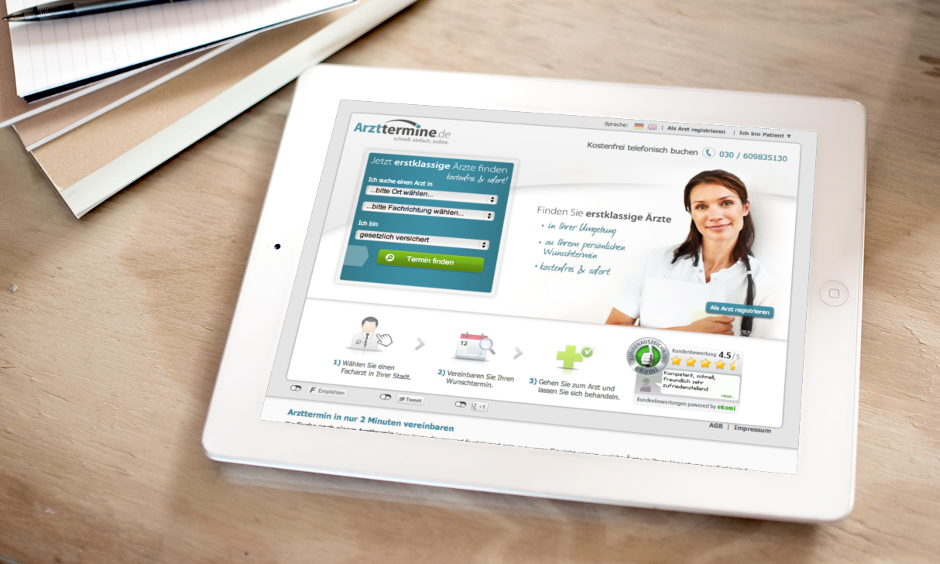 Arzttermine.de
schnell. einfach. online.
Sprache: | Als Arzt registrieren | Ich bin Patient
Kostenfrei telefonisch buchen 030 / 609835130
Jetzt erstklassige Ärzte finden
kostenfrei & sofort!
Ich suche einen Arzt in
...bitte Ort wählen...
...bitte Fachrichtung wählen...
Ich bin
gesetzlich versichert
Termin finden
Finden Sie erstklassige Ärzte
• in Ihrer Umgebung
• zu Ihrem persönlichen
Wunschtermin
• kostenfrei & sofort
Als Arzt registrieren
1) Wählen Sie einen
Facharzt in Ihrer Stadt.
12
2) Vereinbaren Sie Ihren
Wunschtermin.
3) Gehen Sie zum Arzt und
lassen Sie sich behandeln.
eKomi
Kundenbewertung 4.5/5
Kompetent, schnell,
freundlich sehr
zufriedenstellend
Kundenbewertungen powered by eKomi
Empfehlen
Tweet
+1
AGB | Impressum
Arzttermin in nur 2 Minuten vereinbaren